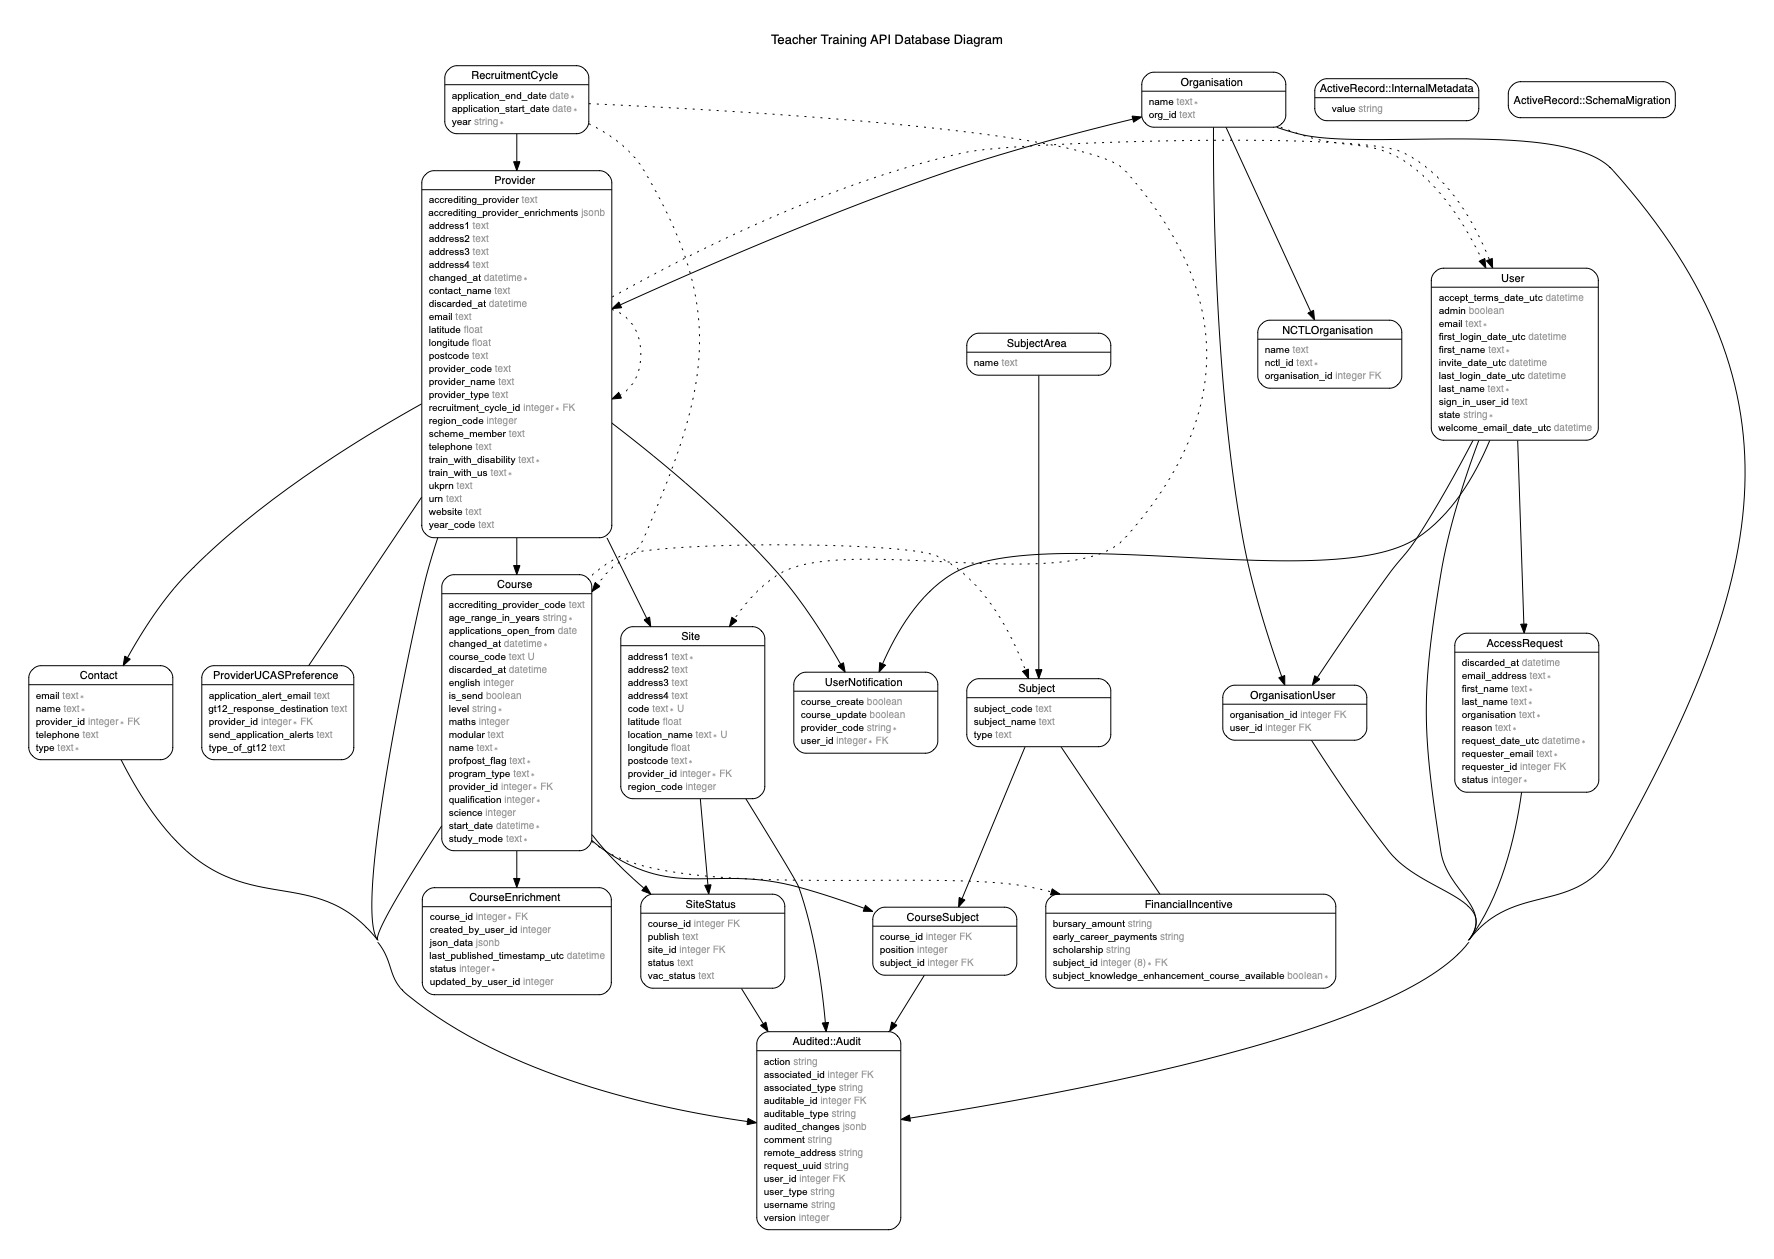 Teacher Training API Database Diagram
RecruitmentCycle
application_end_date date *
application_start_date date *
year string *
Organisation
name text *
org_id text
ActiveRecord::InternalMetadata
value string
ActiveRecord::SchemaMigration
Provider
accrediting_provider text
accrediting_provider_enrichments jsonb
address1 text
address2 text
address3 text
address4 text
changed_at datetime *
contact_name text
discarded_at datetime
email text
latitude float
longitude float
postcode text
provider_code text
provider_name text
provider_type text
recruitment_cycle_id integer * FK
region_code integer
scheme_member text
telephone text
train_with_disability text *
train_with_us text *
ukprn text
urn text
website text
year_code text
User
accept_terms_date_utc datetime
admin boolean
email text *
first_login_date_utc datetime
first_name text *
invite_date_utc datetime
last_login_date_utc datetime
last_name text *
sign_in_user_id text
state string *
welcome_email_date_utc datetime
NCTLOrganisation
name text
nctl_id text *
organisation_id integer FK
SubjectArea
name text
Course
accrediting_provider_code text
age_range_in_years string *
applications_open_from date
changed_at datetime *
course_code text U
discarded_at datetime
english integer
is_send boolean
level string *
maths integer
modular text
name text *
profpost_flag text *
program_type text *
provider_id integer * FK
qualification integer *
science integer
start_date datetime *
study_mode text *
Site
address1 text *
address2 text
address3 text
address4 text
code text * U
latitude float
location_name text * U
longitude float
postcode text *
provider_id integer * FK
region_code integer
AccessRequest
discarded_at datetime
email_address text *
first_name text *
last_name text *
organisation text *
reason text *
request_date_utc datetime *
requester_email text *
requester_id integer FK
status integer *
Contact
email text *
name text *
provider_id integer * FK
telephone text
type text *
ProviderUCASPreference
application_alert_email text
gt12_response_destination text
provider_id integer * FK
send_application_alerts text
type_of_gt12 text
UserNotification
course_create boolean
course_update boolean
provider_code string *
user_id integer * FK
Subject
subject_code text
subject_name text
type text
OrganisationUser
organisation_id integer FK
user_id integer FK
CourseEnrichment
course_id integer * FK
created_by_user_id integer
json_data jsonb
last_published_timestamp_utc datetime
status integer *
updated_by_user_id integer
SiteStatus
course_id integer FK
publish text
site_id integer FK
status text
vac_status text
CourseSubject
course_id integer FK
position integer
subject_id integer FK
FinancialIncentive
bursary_amount string
early_career_payments string
scholarship string
subject_id integer (8) * FK
subject_knowledge_enhancement_course_available boolean *
Audited::Audit
action string
associated_id integer FK
associated_type string
auditable_id integer FK
auditable_type string
audited_changes jsonb
comment string
remote_address string
request_uuid string
user_id integer FK
user_type string
username string
version integer